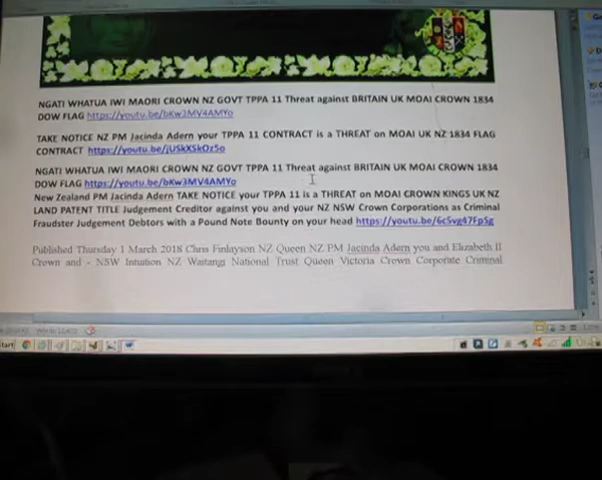 NGATI WHATUA IWI MAORI CROWN NZ GOVT TPPA 11 Threat against BRITAIN UK MOAI CROWN 1834
DOW FLAG https://youtu.be/bKw3MV4AMYo
TAKE NOTICE NZ PM Jacinda Adern your TPPA 11 CONTRACT is a THREAT on MOAI UK NZ 1834 FLAG
CONTRACT https://youtu.be/jUSkXSkOzSo
NGATI WHATUA IWI MAORI CROWN NZ GOVT TPPA 11 Threat against BRITAIN UK MOAI CROWN 1834
DOW FLAG https://youtu.be/bKw3MV4AMYo
New Zealand PM Jacinda Adern TAKE NOTICE your TPPA 11 is a THREAT on MOAI CROWN KINGS UK NZ
LAND PATENT TITLE Judgement Creditor against you and your NZ NSW Crown Corporations as Criminal
Fraudster Judgement Debtors with a Pound Note Bounty on your head https://youtu.be/6cSvg47FpSg
Published Thursday 1 March 2018 Chris Finlayson NZ Queen NZ PM Jacinda Adern you and Elizabeth II
Crown and - NSW Intuition NZ Waitangi National Trust Queen Victoria Crown Corporate Criminal